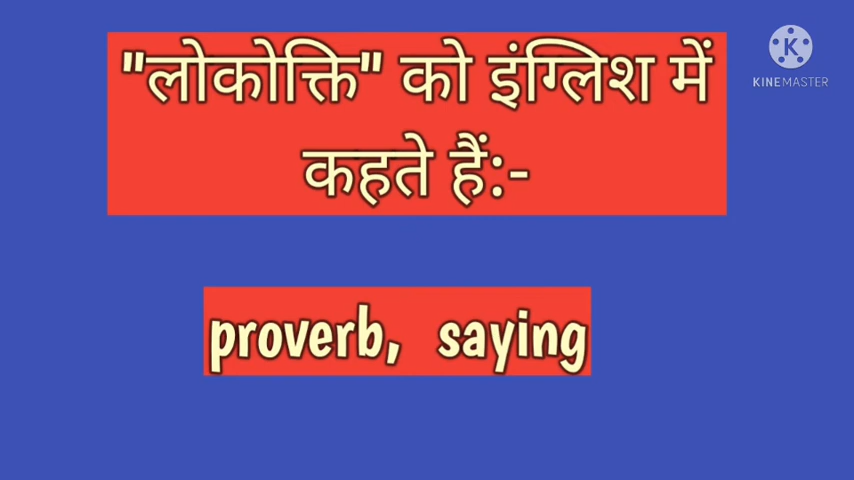 "लोकोक्ति" को इंग्लिश में
कहते हैं:-
proverb, saying
K
KINEMASTER